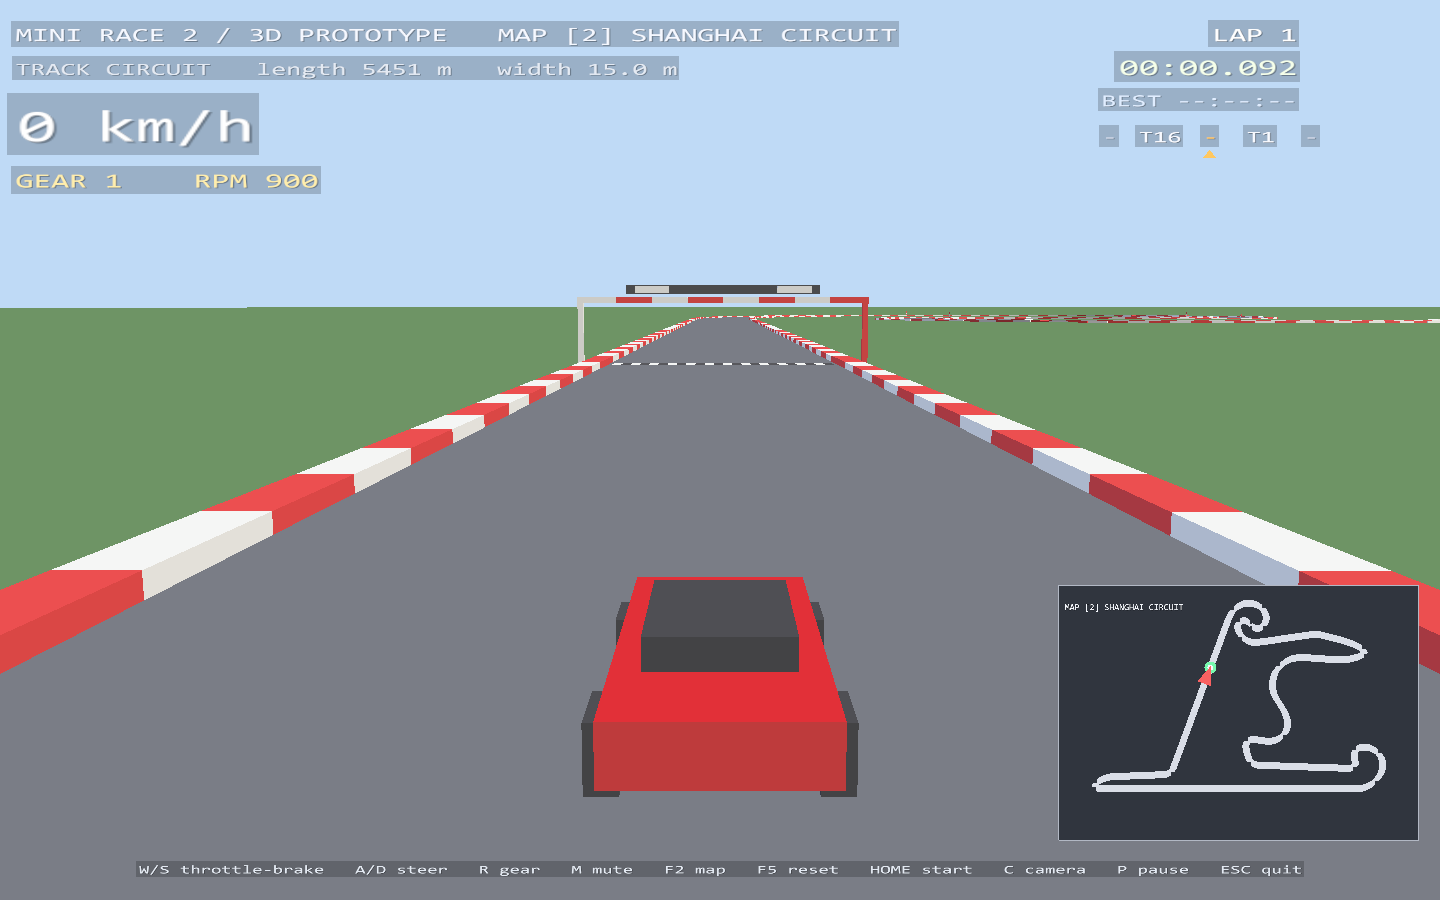 MINI RACE 2 / 3D PROTOTYPE   MAP [2] SHANGHAI CIRCUIT
TRACK CIRCUIT   length 5451 m   width 15.0 m
0 km/h
GEAR 1   RPM 900
LAP 1
00:00.092
BEST --:--:--
- T16 - T1 -
MAP [2] SHANGHAI CIRCUIT
W/S throttle-brake   A/D steer   R gear   M mute   F2 map   F5 reset   HOME start   C camera   P pause   ESC quit